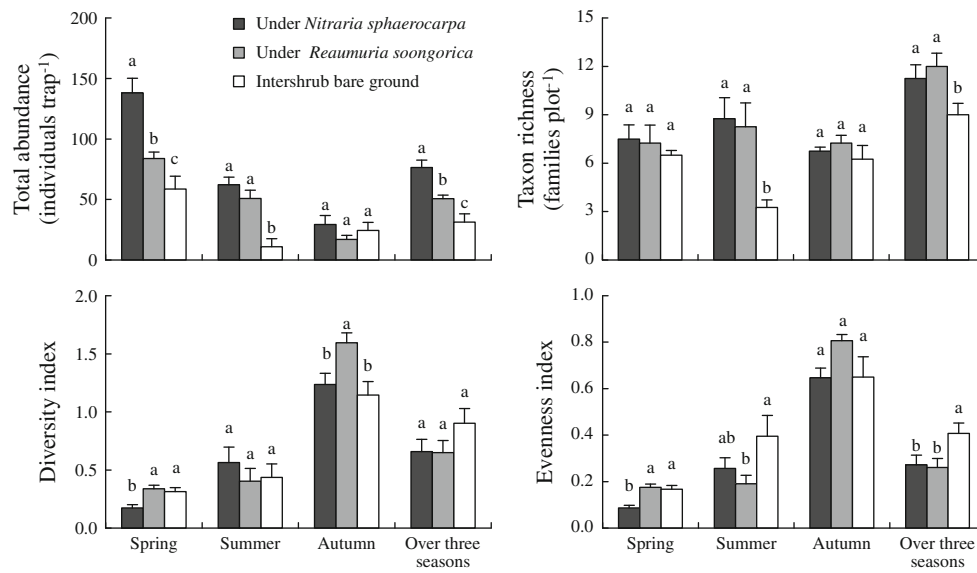 Total abundance
(individuals trap-1)
200
150
100
50
0
Under Nitraria sphaerocarpa
Under Reaumuria soongorica
Intershrub bare ground
a
b
c
a
a
b
a
a
a
a
b
c
Taxon richness
(families plot-1)
15
12
9
6
3
0
a
a
a
a
a
b
a
a
a
a
a
b
Diversity index
2.0
1.5
1.0
0.5
0.0
b
a
a
a
a
a
b
a
b
a
a
a
Spring
Summer
Autumn
Over three
seasons
Evenness index
1.0
0.8
0.6
0.4
0.2
0.0
b
a
a
ab
b
a
a
a
a
b
b
a
Spring
Summer
Autumn
Over three
seasons